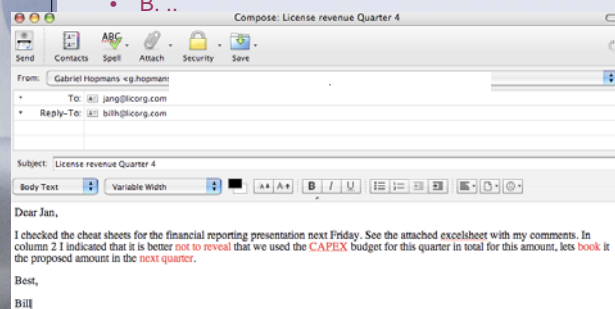 • B. ..
Compose: License revenue Quarter 4
Send Contacts Spell Attach Security Save
From: Gabriel Hopmans <g.hopmans
To: jang@licorg.com
Reply-To: billh@licorg.com
Subject: License revenue Quarter 4
Body Text Variable Width B I U
Dear Jan,
I checked the cheat sheets for the financial reporting presentation next Friday. See the attached excelsheet with my comments. In
column 2 I indicated that it is better not to reveal that we used the CAPEX budget for this quarter in total for this amount, lets book it
the proposed amount in the next quarter.
Best,
Bill